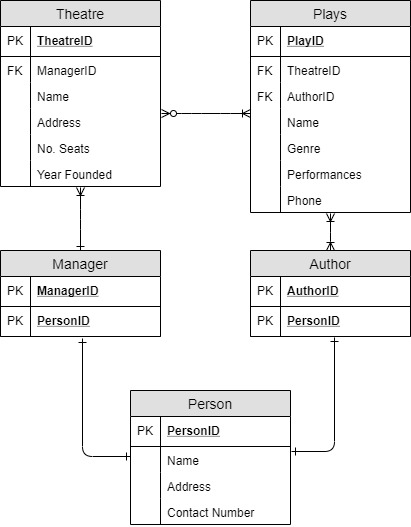 Theatre
PK TheatreID
FK ManagerID
Name
Address
No. Seats
Year Founded
Plays
PK PlayID
FK TheatreID
FK AuthorID
Name
Genre
Performances
Phone
Manager
PK ManagerID
PK PersonID
Author
PK AuthorID
PK PersonID
Person
PK PersonID
Name
Address
Contact Number